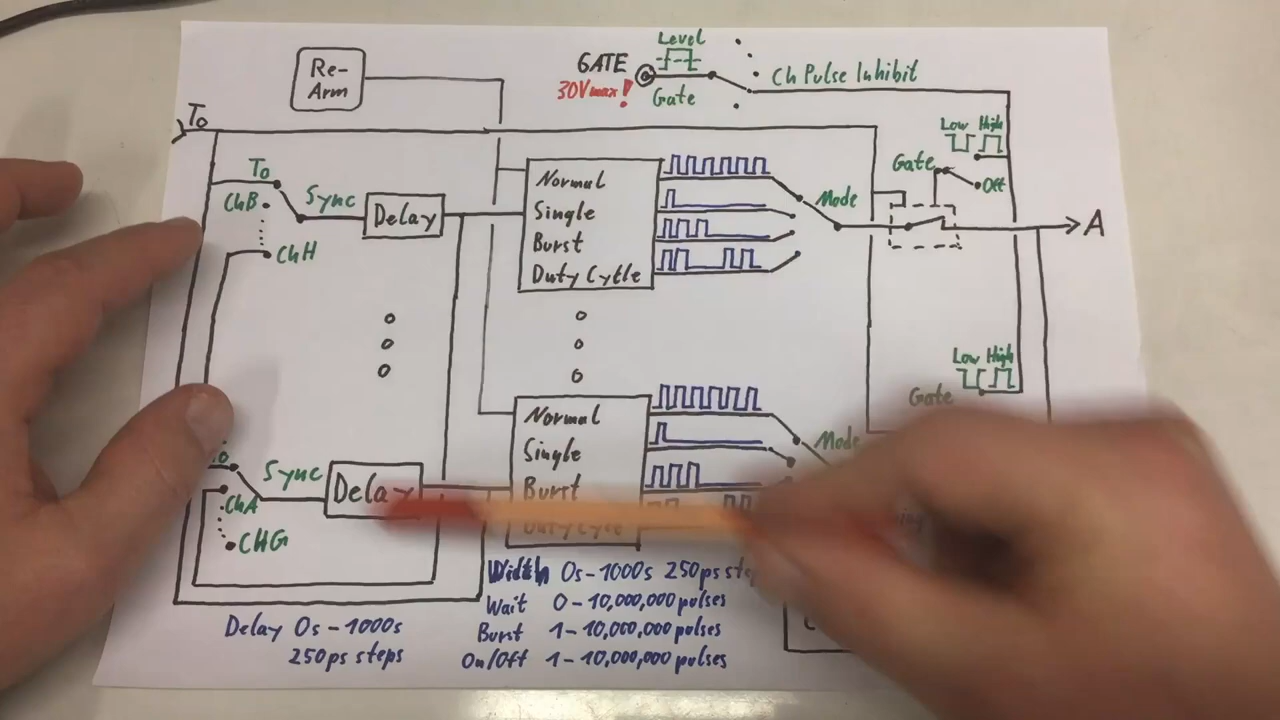 Re-
Arm
GATE
30Vmax!
Level
Gate
Ch Pulse Inhibit
To
To
ChB
ChH
Sync
Delay
Normal
Single
Burst
Duty Cycle
Mode
Low High
Gate
Off
A
Low High
Gate
Sync
ChA
CHG
Delay
Normal
Single
Burst
Duty Cycle
Mode
Delay 0s-1000s
250ps steps
Width 0s-1000s 250ps
Wait 0-10,000,000 pulses
Burst 1-10,000,000 pulses
On/Off 1-10,000,000 pulses